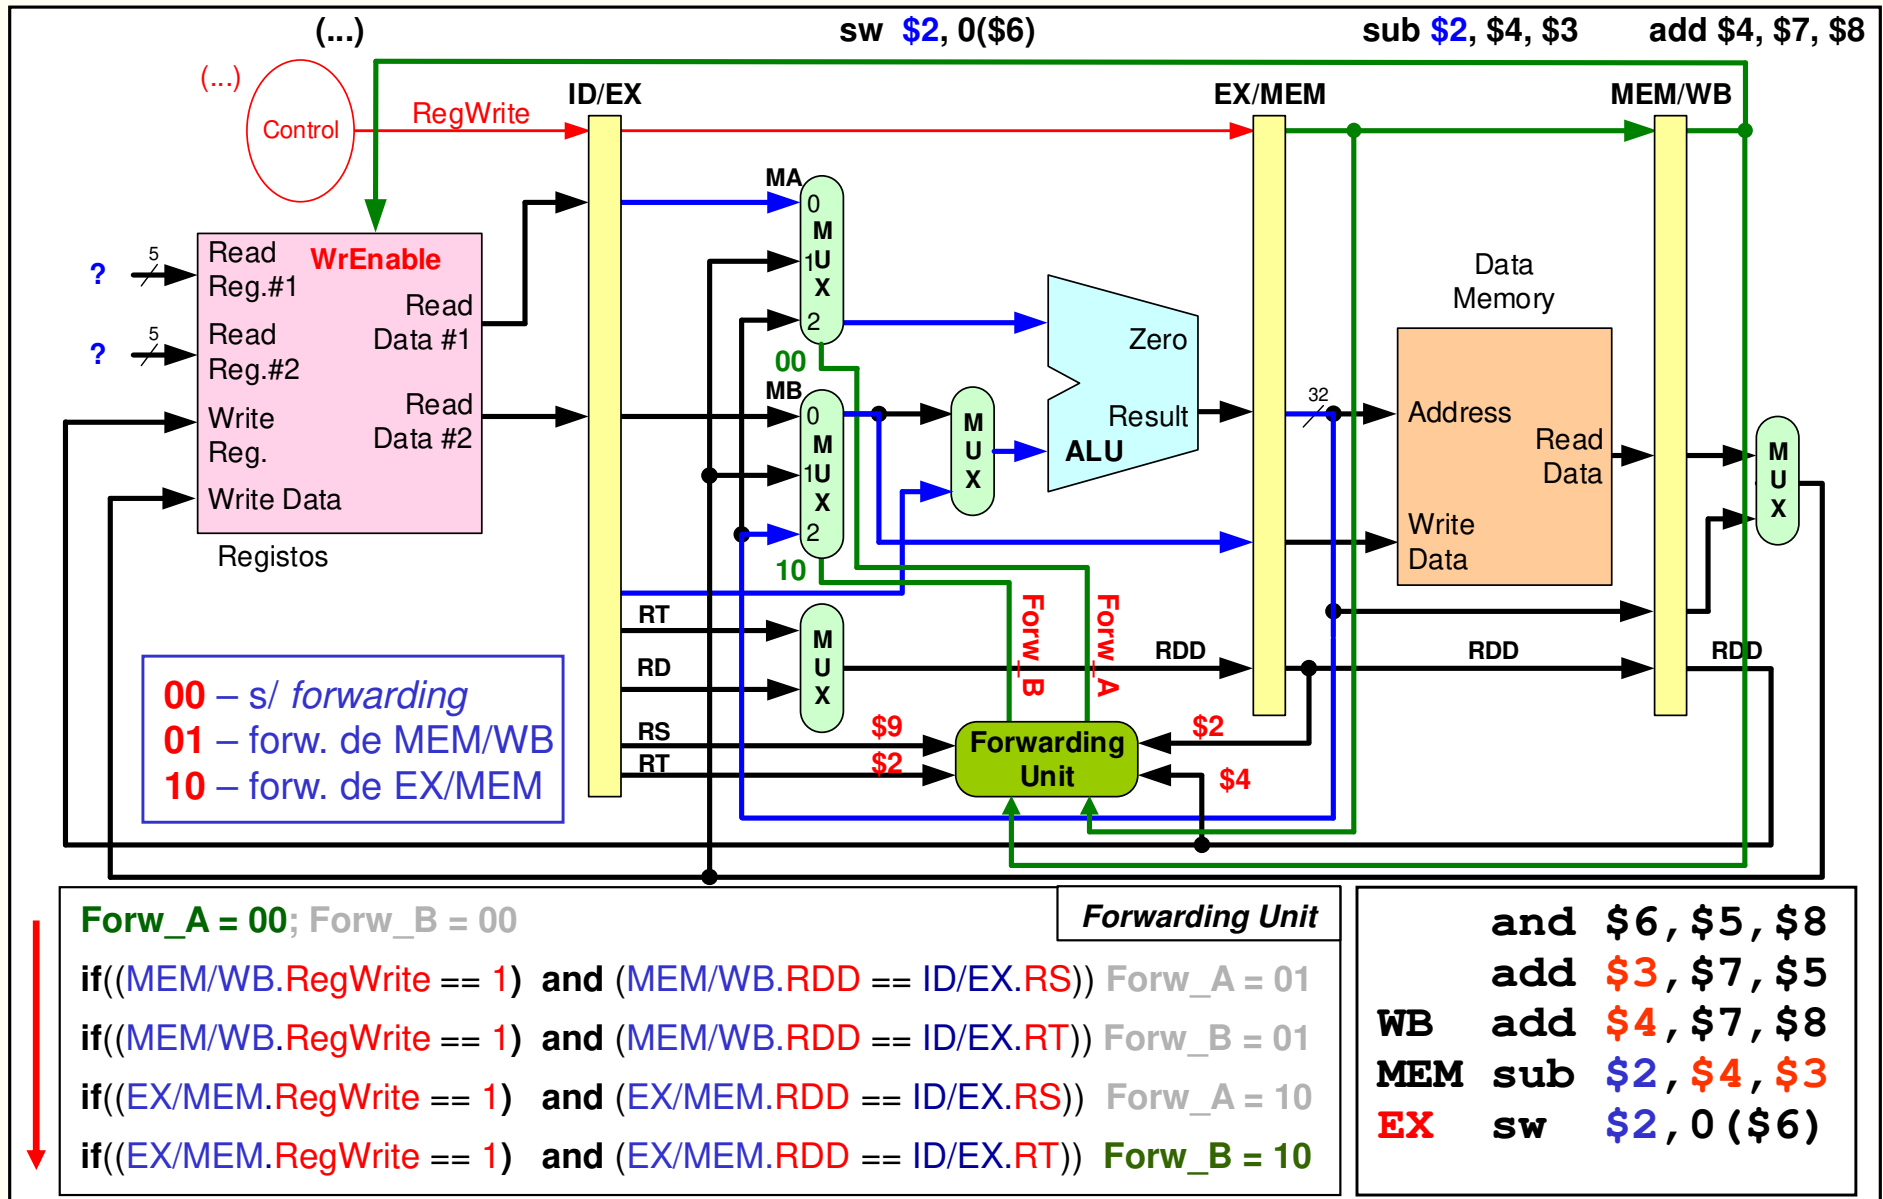 (...)
sw $2, 0($6)
sub $2, $4, $3
add $4, $7, $8
(...)
Control
RegWrite
ID/EX
EX/MEM
MEM/WB
WrEnable
? 5 Read Reg.#1
? 5 Read Reg.#2
Write Reg.
Write Data
Read Data #1
Read Data #2
Registos
MA
0
MUX
1
2
00
MB
0
MUX
1
2
10
MUX
Zero
Result
ALU
32
Data
Memory
Address
Read
Data
Write
Data
MUX
RT
RD
MUX
RDD
RDD
RDD
Forw_B
Forw_A
RS
$9
RT
$2
Forwarding
Unit
$2
$4
00 – s/ forwarding
01 – forw. de MEM/WB
10 – forw. de EX/MEM
Forwarding Unit
Forw_A = 00; Forw_B = 00
if((MEM/WB.RegWrite == 1) and (MEM/WB.RDD == ID/EX.RS)) Forw_A = 01
if((MEM/WB.RegWrite == 1) and (MEM/WB.RDD == ID/EX.RT)) Forw_B = 01
if((EX/MEM.RegWrite == 1) and (EX/MEM.RDD == ID/EX.RS)) Forw_A = 10
if((EX/MEM.RegWrite == 1) and (EX/MEM.RDD == ID/EX.RT)) Forw_B = 10
and $6,$5,$8
add $3,$7,$5
WB add $4,$7,$8
MEM sub $2,$4,$3
EX sw $2,0($6)